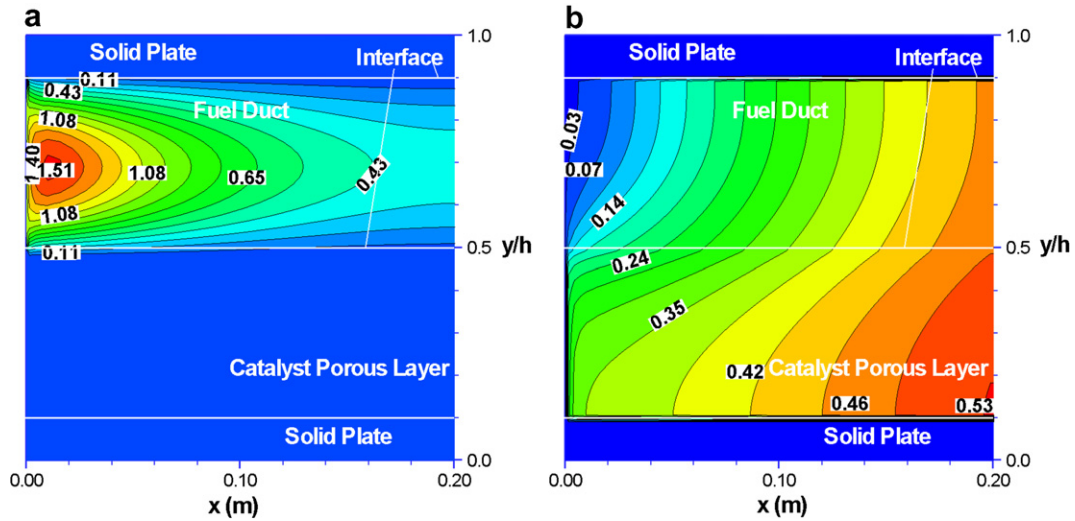 a
Solid Plate
Interface
0.11
0.43
Fuel Duct
1.08
1.40
1.51
1.08
0.65
0.43
1.08
0.11
Catalyst Porous Layer
Solid Plate
1.0
0.5
y/h
0.0
0.00
0.10
0.20
x (m)
b
Solid Plate
Interface
0.03
Fuel Duct
0.07
0.14
0.24
0.35
0.42
Catalyst Porous Layer
0.46
0.53
Solid Plate
1.0
0.5
y/h
0.0
0.00
0.10
0.20
x (m)